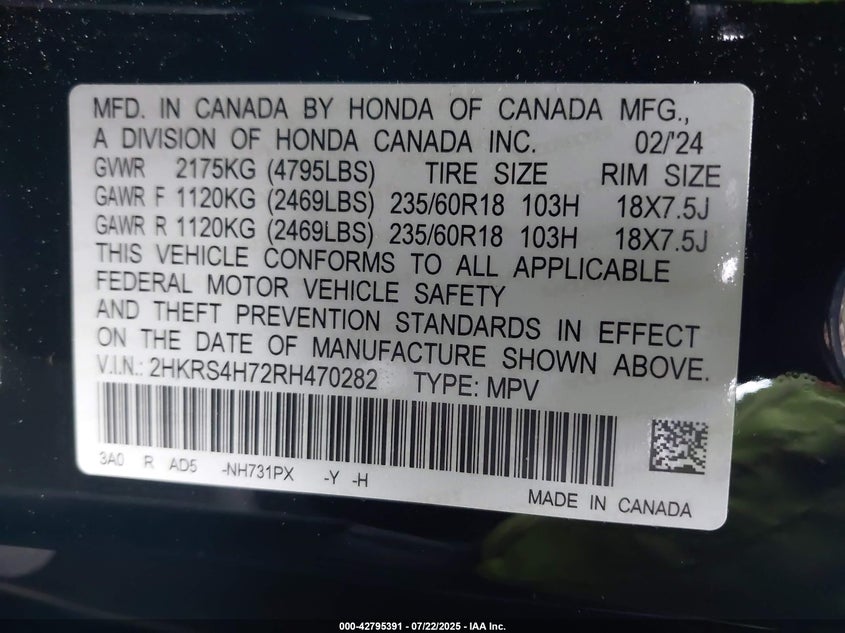 MFD. IN CANADA BY HONDA OF CANADA MFG.,
A DIVISION OF HONDA CANADA INC. 02/'24
GVWR 2175KG (4795LBS) TIRE SIZE RIM SIZE
GAWR F 1120KG (2469LBS) 235/60R18 103H 18X7.5J
GAWR R 1120KG (2469LBS) 235/60R18 103H 18X7.5J
THIS VEHICLE CONFORMS TO ALL APPLICABLE
FEDERAL MOTOR VEHICLE SAFETY
AND THEFT PREVENTION STANDARDS IN EFFECT
ON THE DATE OF MANUFACTURE SHOWN ABOVE.
V.I.N.: 2HKRS4H72RH470282 TYPE: MPV
3A0 R AD5 -NH731PX -Y -H
MADE IN CANADA
000-42795391 - 07/22/2025 - IAA Inc.